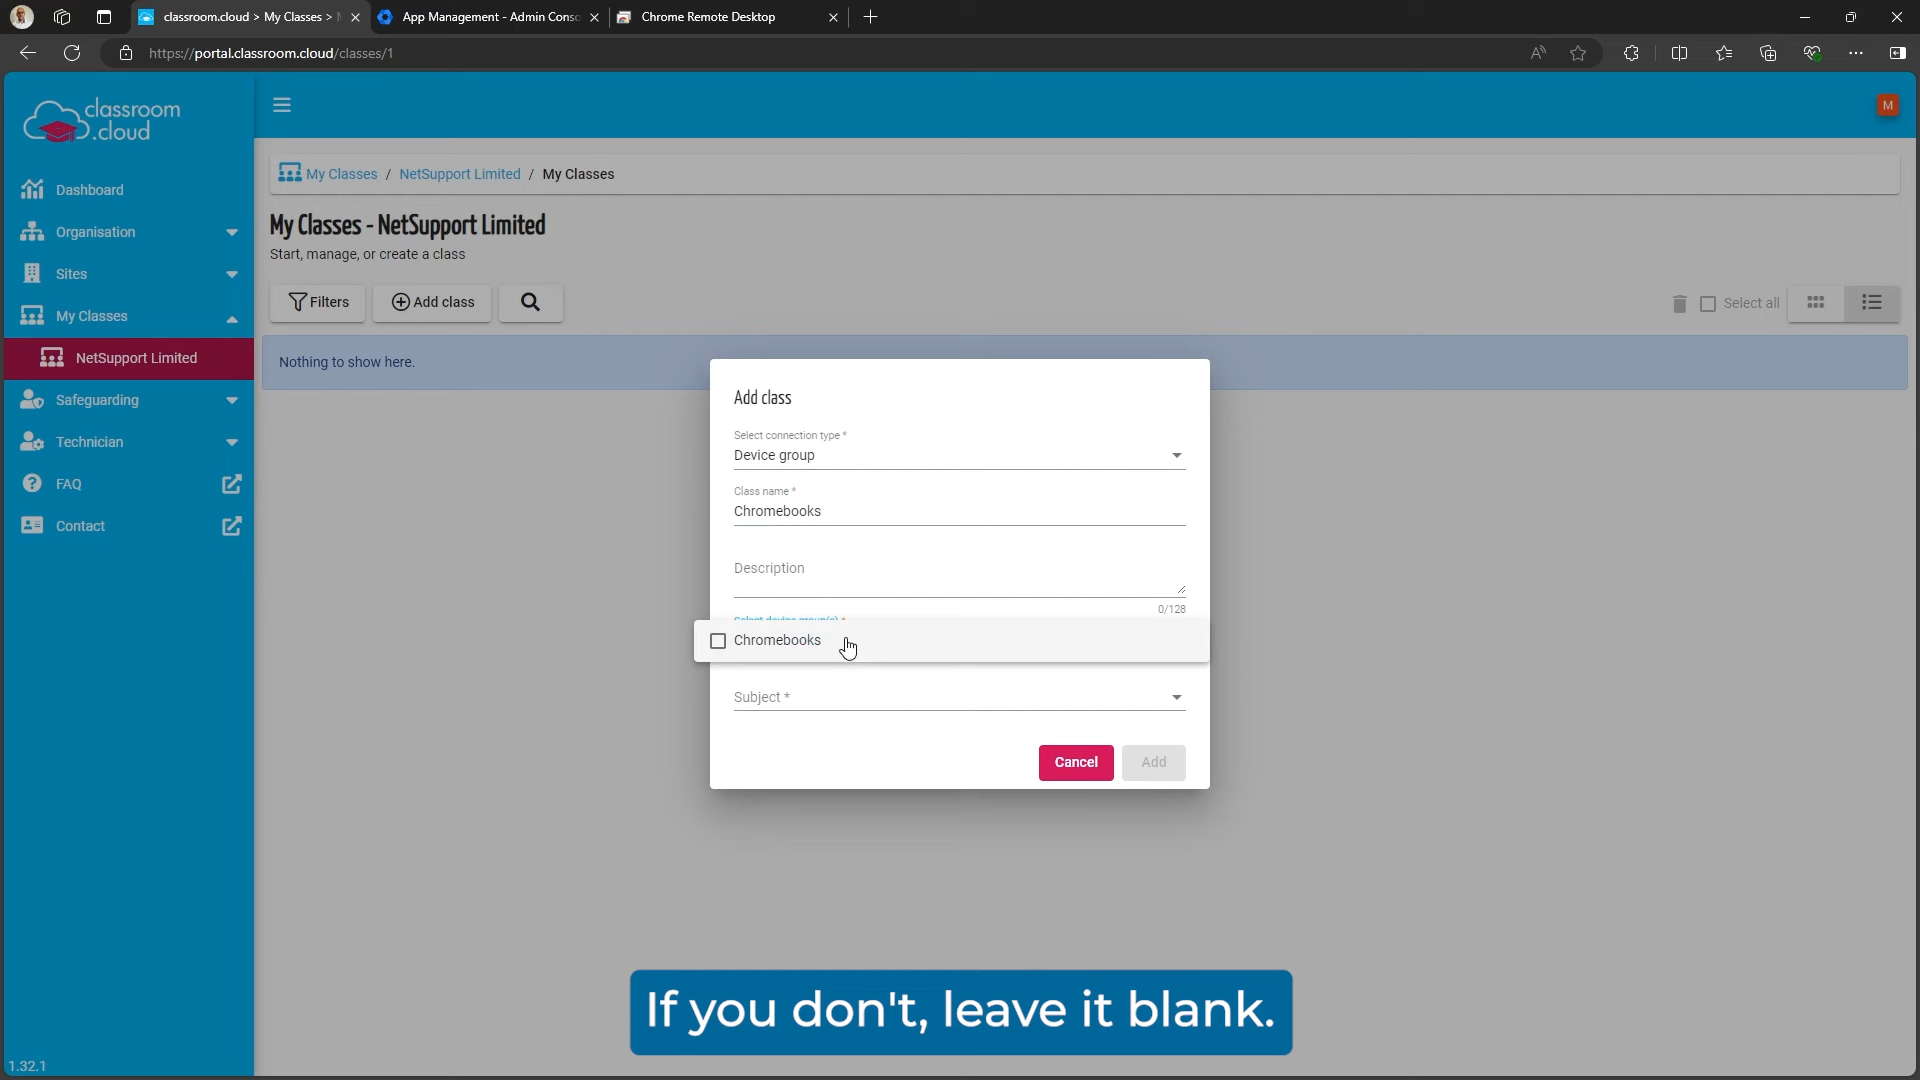 classroom.cloud > My Classes >
App Management - Admin Conso
Chrome Remote Desktop
https://portal.classroom.cloud/classes/1
classroom
.cloud
M
Dashboard
Organisation
Sites
My Classes
NetSupport Limited
Safeguarding
Technician
FAQ
Contact
1.32.1
My Classes / NetSupport Limited / My Classes
My Classes - NetSupport Limited
Start, manage, or create a class
Filters
Add class
Select all
Nothing to show here.
Add class
Select connection type *
Device group
Class name *
Chromebooks
Description
0/128
Select device group(s) *
Chromebooks
Subject *
Cancel
Add
If you don't, leave it blank.